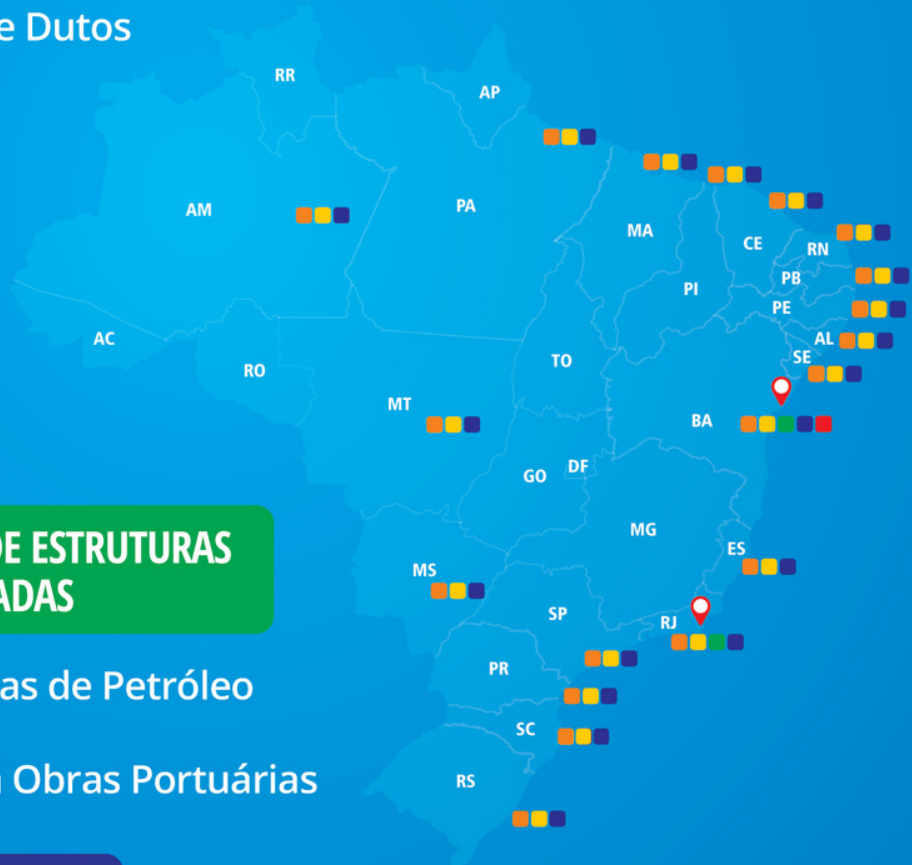 e Dutos
RR
AP
AM
PA
MA
CE
RN
PB
PI
PE
AC
AL
SE
TO
RO
MT
BA
DF
GO
MG
ES
DE ESTRUTURAS
ADAS
MS
SP
RJ
PR
as de Petróleo
SC
Obras Portuárias
RS